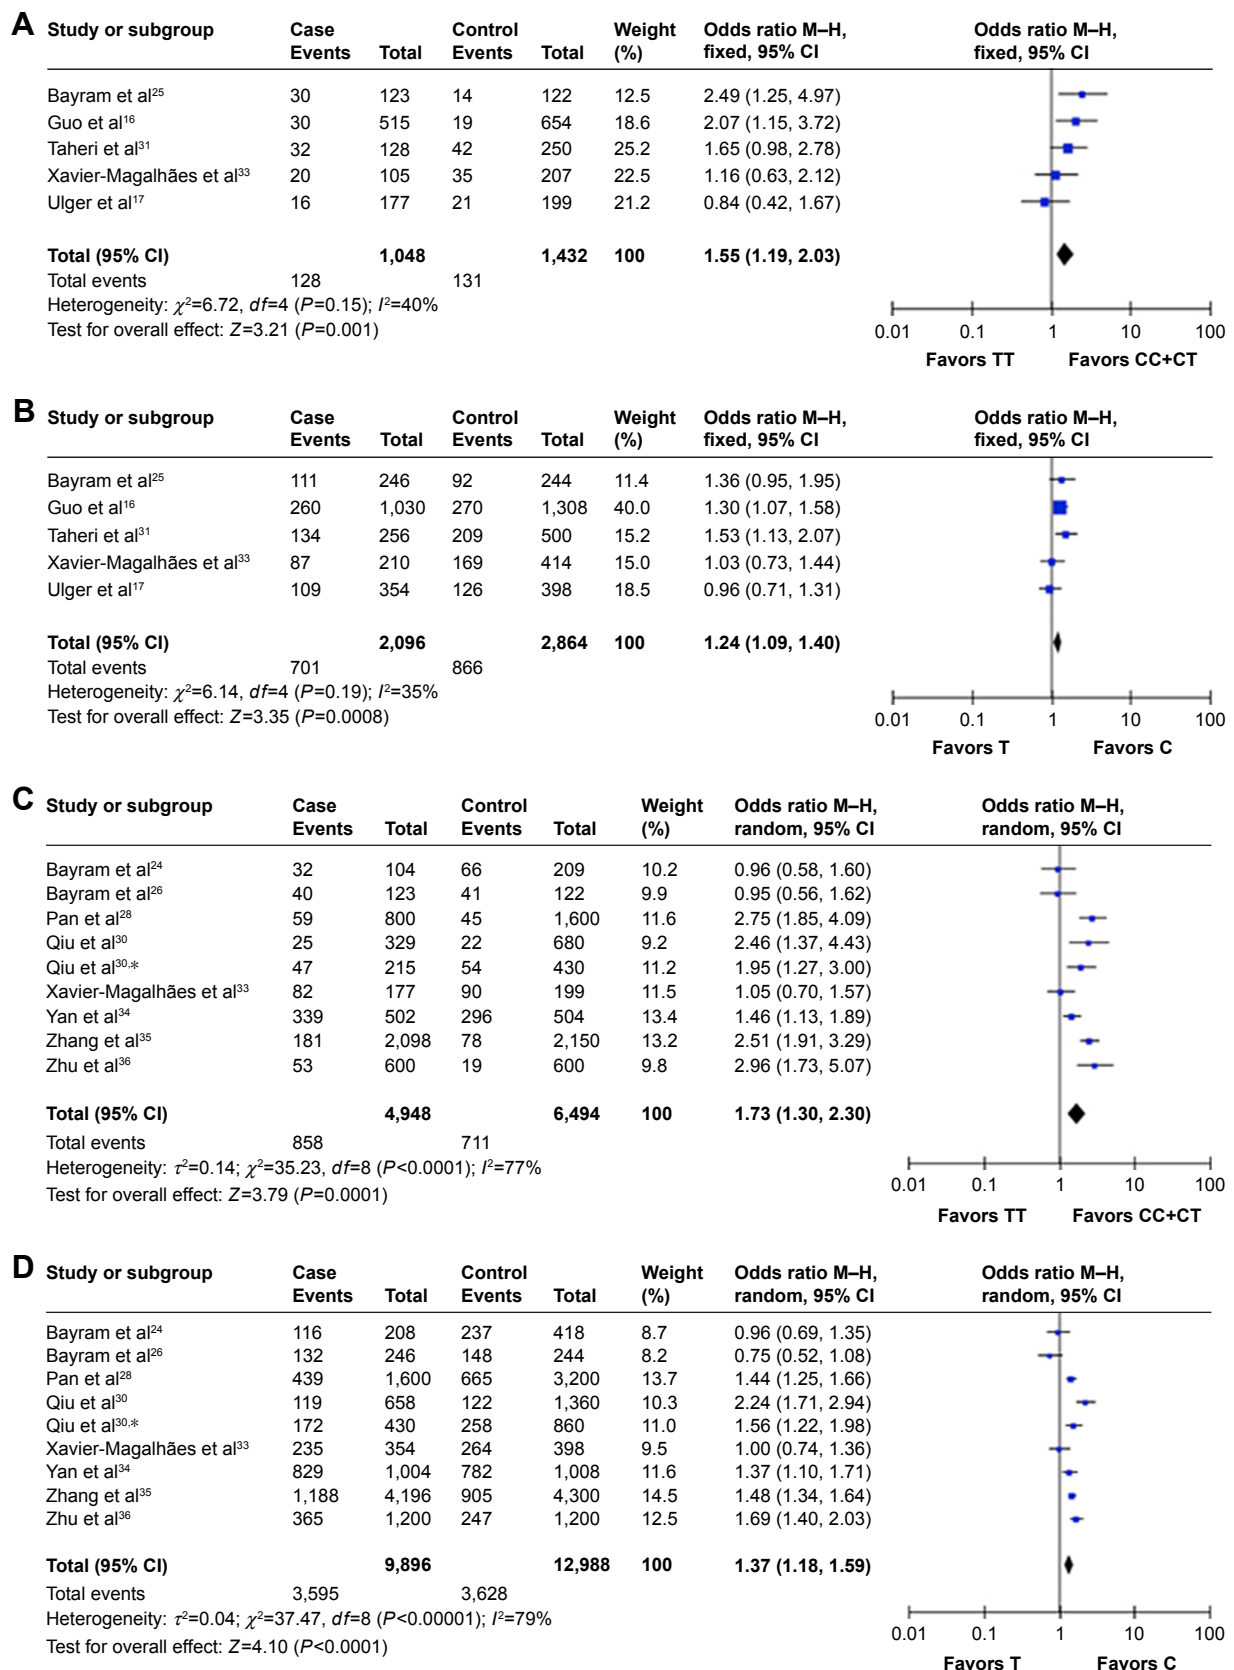 A Study or subgroup Case Control Weight Odds ratio M–H, Odds ratio M–H,
Events Total Events Total (%) fixed, 95% CI fixed, 95% CI
Bayram et al25 30 123 14 122 12.5 2.49 (1.25, 4.97)
Guo et al16 30 515 19 654 18.6 2.07 (1.15, 3.72)
Taheri et al31 32 128 42 250 25.2 1.65 (0.98, 2.78)
Xavier-Magalhães et al33 20 105 35 207 22.5 1.16 (0.63, 2.12)
Ulger et al17 16 177 21 199 21.2 0.84 (0.42, 1.67)
Total (95% CI) 1,048 1,432 100 1.55 (1.19, 2.03)
Total events 128 131
Heterogeneity: χ2=6.72, df=4 (P=0.15); I2=40%
Test for overall effect: Z=3.21 (P=0.001)
0.01 0.1 1 10 100
Favors TT Favors CC+CT
B Study or subgroup Case Control Weight Odds ratio M–H, Odds ratio M–H,
Events Total Events Total (%) fixed, 95% CI fixed, 95% CI
Bayram et al25 111 246 92 244 11.4 1.36 (0.95, 1.95)
Guo et al16 260 1,030 270 1,308 40.0 1.30 (1.07, 1.58)
Taheri et al31 134 256 209 500 15.2 1.53 (1.13, 2.07)
Xavier-Magalhães et al33 87 210 169 414 15.0 1.03 (0.73, 1.44)
Ulger et al17 109 354 126 398 18.5 0.96 (0.71, 1.31)
Total (95% CI) 2,096 2,864 100 1.24 (1.09, 1.40)
Total events 701 866
Heterogeneity: χ2=6.14, df=4 (P=0.19); I2=35%
Test for overall effect: Z=3.35 (P=0.0008)
0.01 0.1 1 10 100
Favors T Favors C
C Study or subgroup Case Control Weight Odds ratio M–H, Odds ratio M–H,
Events Total Events Total (%) random, 95% CI random, 95% CI
Bayram et al24 32 104 66 209 10.2 0.96 (0.58, 1.60)
Bayram et al26 40 123 41 122 9.9 0.95 (0.56, 1.62)
Pan et al28 59 800 45 1,600 11.6 2.75 (1.85, 4.09)
Qiu et al30 25 329 22 680 9.2 2.46 (1.37, 4.43)
Qiu et al30,* 47 215 54 430 11.2 1.95 (1.27, 3.00)
Xavier-Magalhães et al33 82 177 90 199 11.5 1.05 (0.70, 1.57)
Yan et al34 339 502 296 504 13.4 1.46 (1.13, 1.89)
Zhang et al35 181 2,098 78 2,150 13.2 2.51 (1.91, 3.29)
Zhu et al36 53 600 19 600 9.8 2.96 (1.73, 5.07)
Total (95% CI) 4,948 6,494 100 1.73 (1.30, 2.30)
Total events 858 711
Heterogeneity: τ2=0.14; χ2=35.23, df=8 (P<0.0001); I2=77%
Test for overall effect: Z=3.79 (P=0.0001)
0.01 0.1 1 10 100
Favors TT Favors CC+CT
D Study or subgroup Case Control Weight Odds ratio M–H, Odds ratio M–H,
Events Total Events Total (%) random, 95% CI random, 95% CI
Bayram et al24 116 208 237 418 8.7 0.96 (0.69, 1.35)
Bayram et al26 132 246 148 244 8.2 0.75 (0.52, 1.08)
Pan et al28 439 1,600 665 3,200 13.7 1.44 (1.25, 1.66)
Qiu et al30 119 658 122 1,360 10.3 2.24 (1.71, 2.94)
Qiu et al30,* 172 430 258 860 11.0 1.56 (1.22, 1.98)
Xavier-Magalhães et al33 235 354 264 398 9.5 1.00 (0.74, 1.36)
Yan et al34 829 1,004 782 1,008 11.6 1.37 (1.10, 1.71)
Zhang et al35 1,188 4,196 905 4,300 14.5 1.48 (1.34, 1.64)
Zhu et al36 365 1,200 247 1,200 12.5 1.69 (1.40, 2.03)
Total (95% CI) 9,896 12,988 100 1.37 (1.18, 1.59)
Total events 3,595 3,628
Heterogeneity: τ2=0.04; χ2=37.47, df=8 (P<0.00001); I2=79%
Test for overall effect: Z=4.10 (P<0.0001)
0.01 0.1 1 10 100
Favors T Favors C